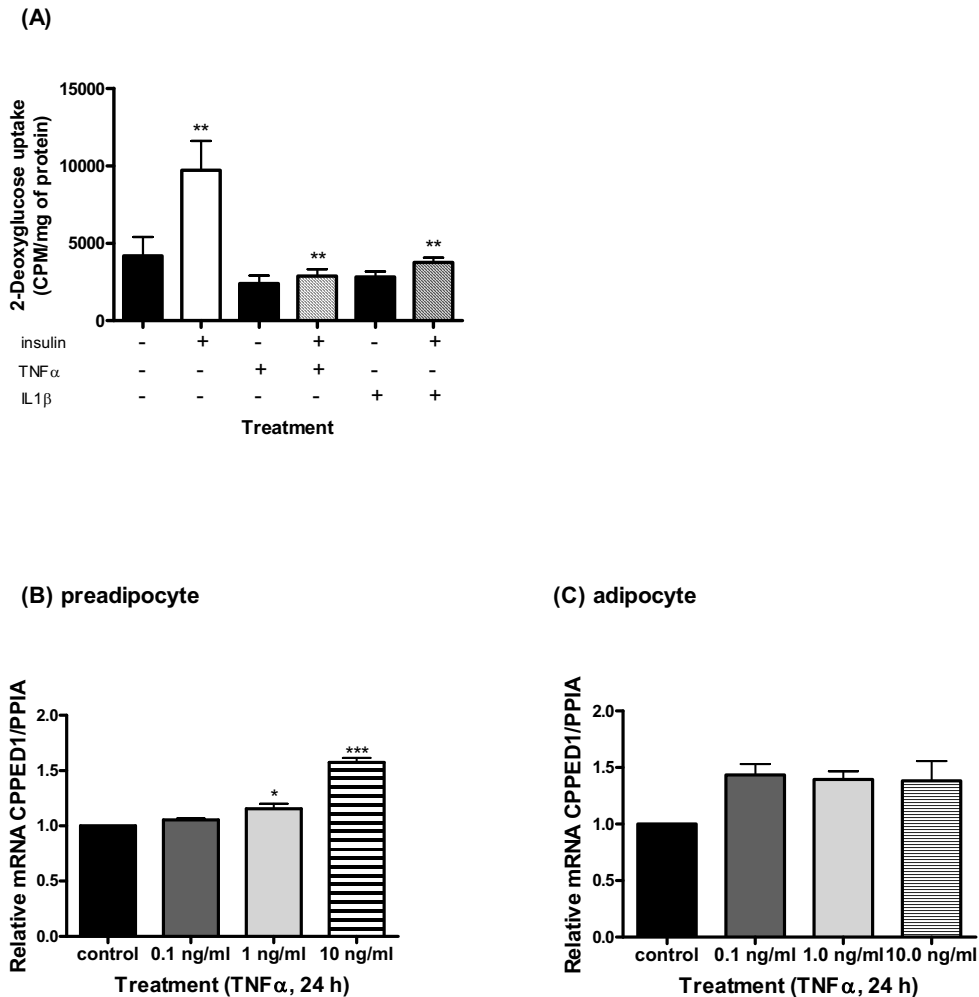 (A)
2-Deoxyglucose uptake
(CPM/mg of protein)
15000
10000
5000
0
**
**
**
insulin - + - + - +
TNFα - - + + - -
IL1β - - - - + +
Treatment
(B) preadipocyte
Relative mRNA CPPED1/PPIA
2.0
1.5
1.0
0.5
0.0
*
***
control 0.1 ng/ml 1 ng/ml 10 ng/ml
Treatment (TNFα, 24 h)
(C) adipocyte
Relative mRNA CPPED1/PPIA
2.0
1.5
1.0
0.5
0.0
control 0.1 ng/ml 1.0 ng/ml 10.0 ng/ml
Treatment (TNFα, 24 h)